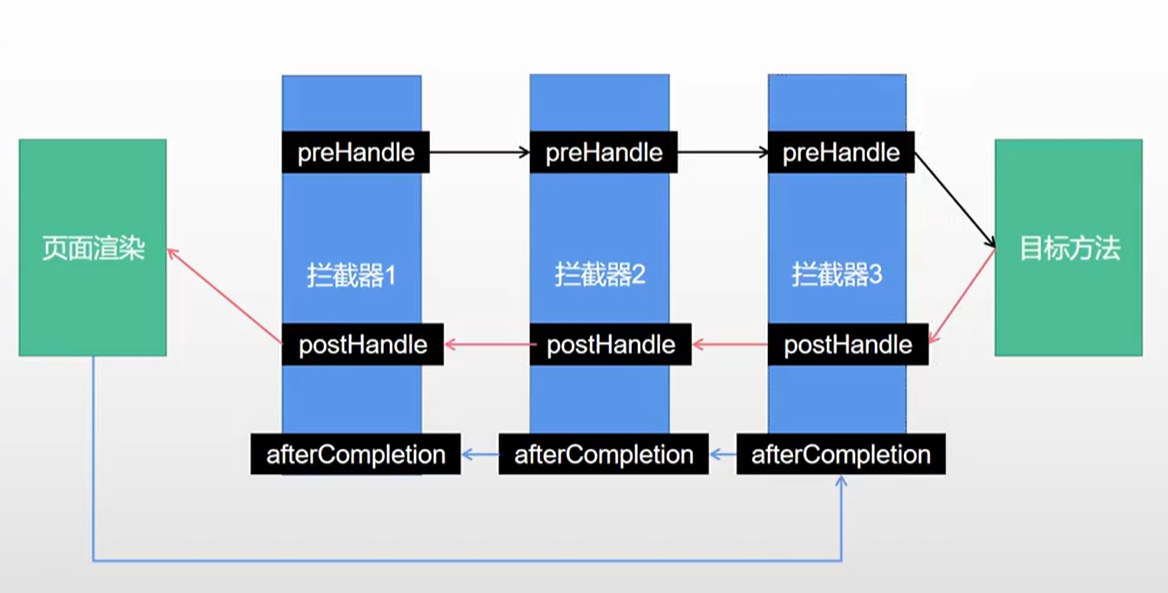 preHandle
preHandle
preHandle
页面渲染
目标方法
拦截器1
拦截器2
拦截器3
postHandle
postHandle
postHandle
afterCompletion
afterCompletion
afterCompletion